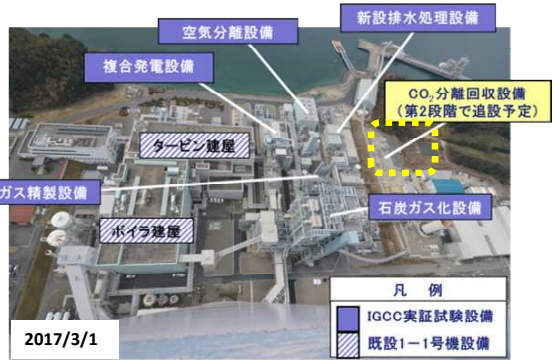 新設排水処理設備
空気分離設備
複合発電設備
CO₂分離回収設備
(第2段階で追設予定)
タービン建屋
ガス精製設備
石炭ガス化設備
ボイラ建屋
凡 例
IGCC実証試験設備
既設1-1号機設備
2017/3/1